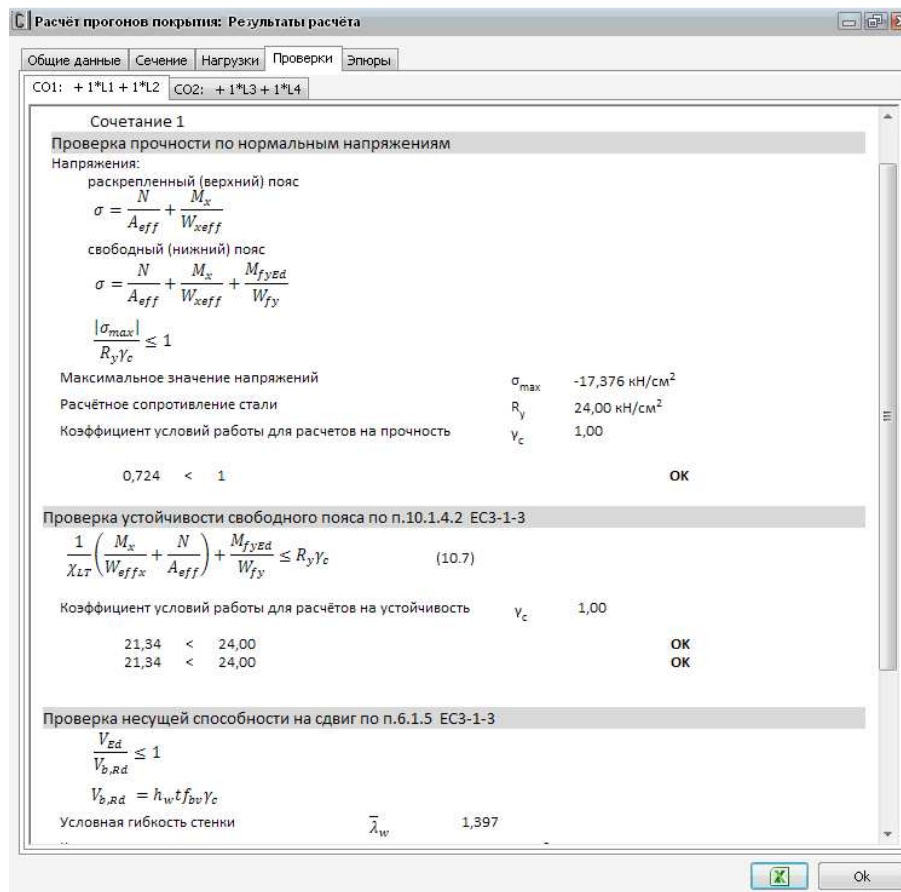 Расчёт прогонов покрытия: Результаты расчёта
Общие данные Сечение Нагрузки Проверки Эпюры
CO1: + 1*L1 + 1*L2 CO2: + 1*L3 + 1*L4
Сочетание 1
Проверка прочности по нормальным напряжениям
Напряжения:
раскрепленный (верхний) пояс
σ = N/A_eff + M_x/W_xeff
свободный (нижний) пояс
σ = N/A_eff + M_x/W_xeff + M_fyEd/W_fy
|σ_max|/R_yγ_c ≤ 1
Максимальное значение напряжений σ_max -17,376 кН/см²
Расчётное сопротивление стали R_y 24,00 кН/см²
Коэффициент условий работы для расчетов на прочность γ_c 1,00
0,724 < 1 ОК
Проверка устойчивости свободного пояса по п.10.1.4.2 ЕС3-1-3
1/χ_LT (M_x/W_effx + N/A_eff) + M_fyEd/W_fy ≤ R_yγ_c (10.7)
Коэффициент условий работы для расчётов на устойчивость γ_c 1,00
21,34 < 24,00 ОК
21,34 < 24,00 ОК
Проверка несущей способности на сдвиг по п.6.1.5 ЕС3-1-3
V_Ed/V_b,Rd ≤ 1
V_b,Rd = h_w t f_bv γ_c
Условная гибкость стенки λ̄_w 1,397
Ok